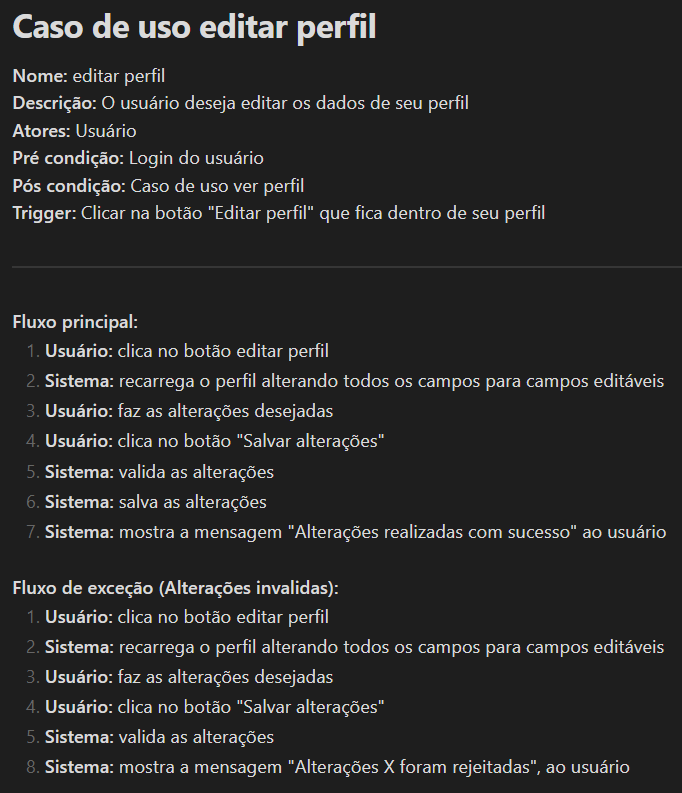 Caso de uso editar perfil
Nome: editar perfil
Descrição: O usuário deseja editar os dados de seu perfil
Atores: Usuário
Pré condição: Login do usuário
Pós condição: Caso de uso ver perfil
Trigger: Clicar na botão "Editar perfil" que fica dentro de seu perfil
Fluxo principal:
1. Usuário: clica no botão editar perfil
2. Sistema: recarrega o perfil alterando todos os campos para campos editáveis
3. Usuário: faz as alterações desejadas
4. Usuário: clica no botão "Salvar alterações"
5. Sistema: valida as alterações
6. Sistema: salva as alterações
7. Sistema: mostra a mensagem "Alterações realizadas com sucesso" ao usuário
Fluxo de exceção (Alterações invalidas):
1. Usuário: clica no botão editar perfil
2. Sistema: recarrega o perfil alterando todos os campos para campos editáveis
3. Usuário: faz as alterações desejadas
4. Usuário: clica no botão "Salvar alterações"
5. Sistema: valida as alterações
8. Sistema: mostra a mensagem "Alterações X foram rejeitadas", ao usuário